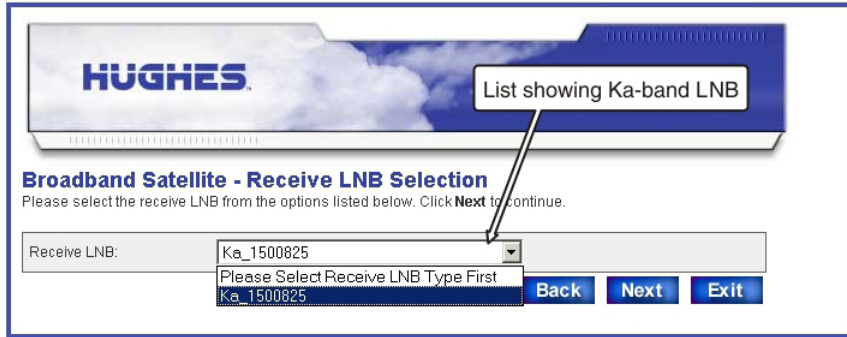 HUGHES.
List showing Ka-band LNB
Broadband Satellite - Receive LNB Selection
Please select the receive LNB from the options listed below. Click Next to continue.
Receive LNB:
Ka_1500825
Please Select Receive LNB Type First
Ka_1500825
Back Next Exit